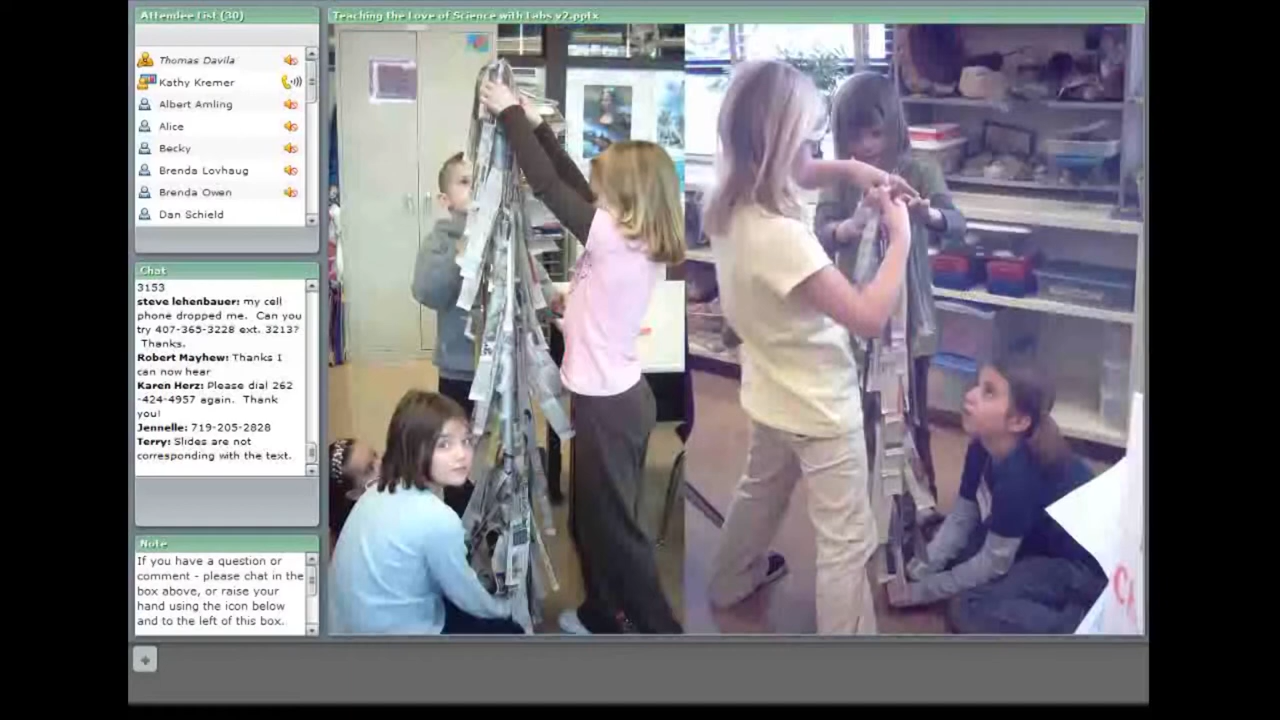 Attendee List (30)
Thomas Davila
Kathy Kremer
Albert Amling
Alice
Becky
Brenda Lovhaug
Brenda Owen
Dan Schield
Chat
3153
steve lehenbauer: my cell
phone dropped me. Can you
try 407-365-3228 ext. 3213?
Thanks.
Robert Mayhew: Thanks I
can now hear
Karen Herz: Please dial 262
-424-4957 again. Thank
you!
Jennelle: 719-205-2828
Terry: Slides are not
corresponding with the text.
Note
If you have a question or
comment - please chat in the
box above, or raise your
hand using the icon below
and to the left of this box.
Teaching the Love of Science with Labs v2.pptx